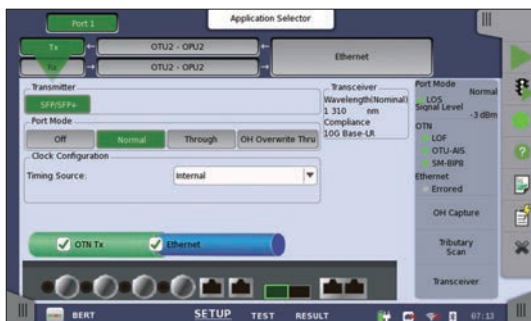 Port 1
Application Selector
Tx
OTU2 - OPU2
Ethernet
Rx
OTU2 - OPU2
Transmitter
SFP/SFP+
Transceiver
Wavelength(Nominal)
1 310 nm
Compliance
10G Base-LR
Port Mode
Off
Normal
Through
OH Overwrite Thru
Clock Configuration
Timing Source:
Internal
OTN Tx
Ethernet
Port Mode
Normal
LOS
Signal Level
-3 dBm
OTN
LOF
OTU-AIS
SM-BIP8
Ethernet
Errored
OH Capture
Tributary
Scan
Transceiver
BERT
SETUP
TEST
RESULT
07:13